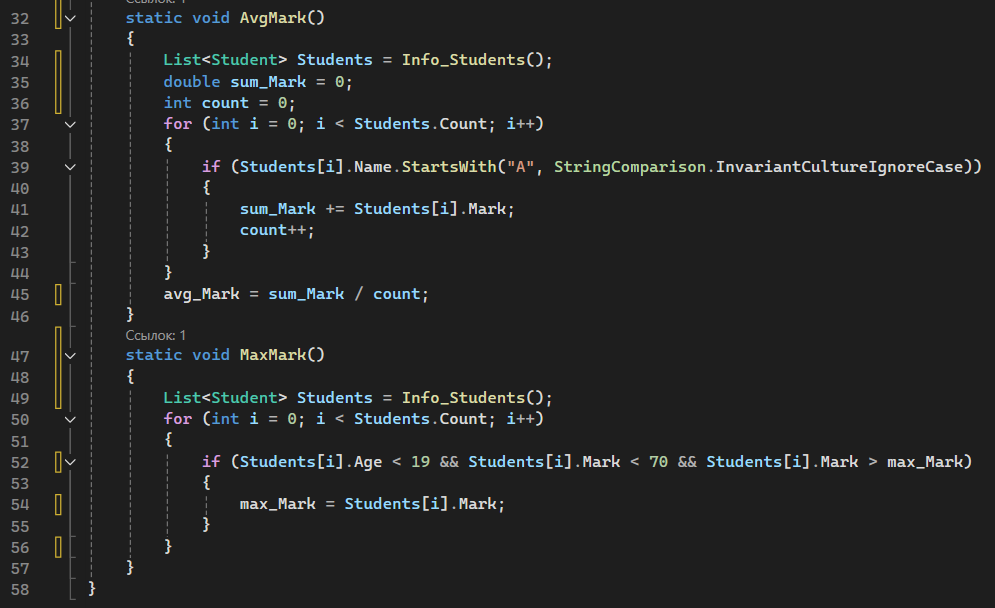 Ссылок: 1
32 static void AvgMark()
33 {
34 List<Student> Students = Info_Students();
35 double sum_Mark = 0;
36 int count = 0;
37 for (int i = 0; i < Students.Count; i++)
38 {
39 if (Students[i].Name.StartsWith("A", StringComparison.InvariantCultureIgnoreCase))
40 {
41 sum_Mark += Students[i].Mark;
42 count++;
43 }
44 }
45 avg_Mark = sum_Mark / count;
46 }
Ссылок: 1
47 static void MaxMark()
48 {
49 List<Student> Students = Info_Students();
50 for (int i = 0; i < Students.Count; i++)
51 {
52 if (Students[i].Age < 19 && Students[i].Mark < 70 && Students[i].Mark > max_Mark)
53 {
54 max_Mark = Students[i].Mark;
55 }
56 }
57 }
58 }